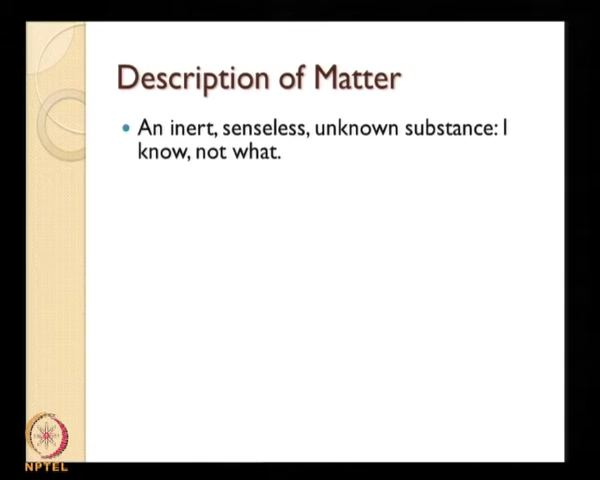 Description of Matter
• An inert, senseless, unknown substance: I
know, not what.
NPTEL